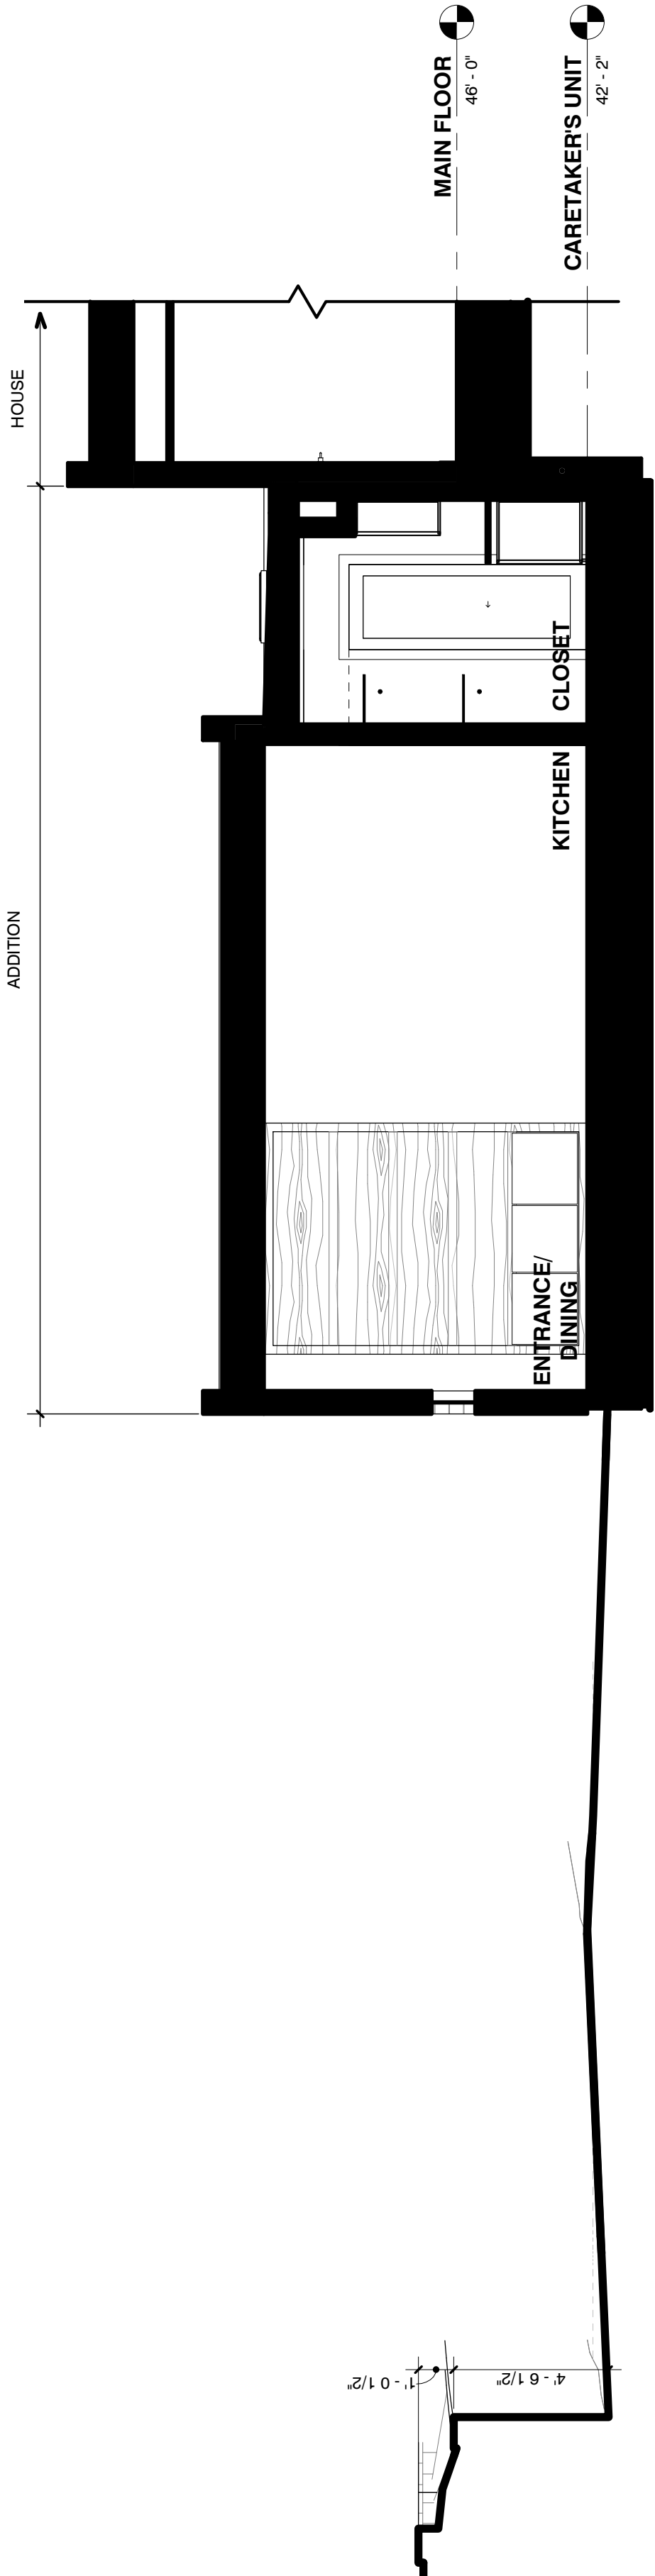 MAIN FLOOR
46' - 0"
CARETAKER'S UNIT
42' - 2"
HOUSE
ADDITION
CLOSET
KITCHEN
ENTRANCE/
DINING
1' - 0 1/2"
4' - 6 1/2"